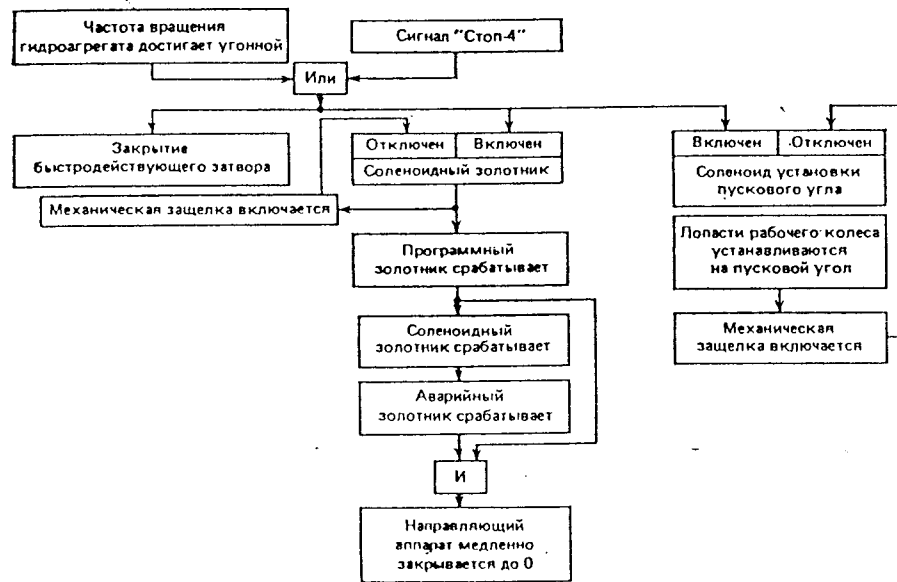 Частота вращения
гидроагрегата достигает угонной
Сигнал "Стоп-4"
Или
Закрытие
быстродействующего затвора
Отключен
Включен
Соленоидный золотник
Включен
Отключен
Соленоид установки
пускового угла
Механическая защелка включается
Программный
золотник срабатывает
Лопасти рабочего колеса
устанавливаются
на пусковой угол
Соленоидный
золотник срабатывает
Механическая
защелка включается
Аварийный
золотник срабатывает
И
Направляющий
аппарат медленно
закрывается до 0